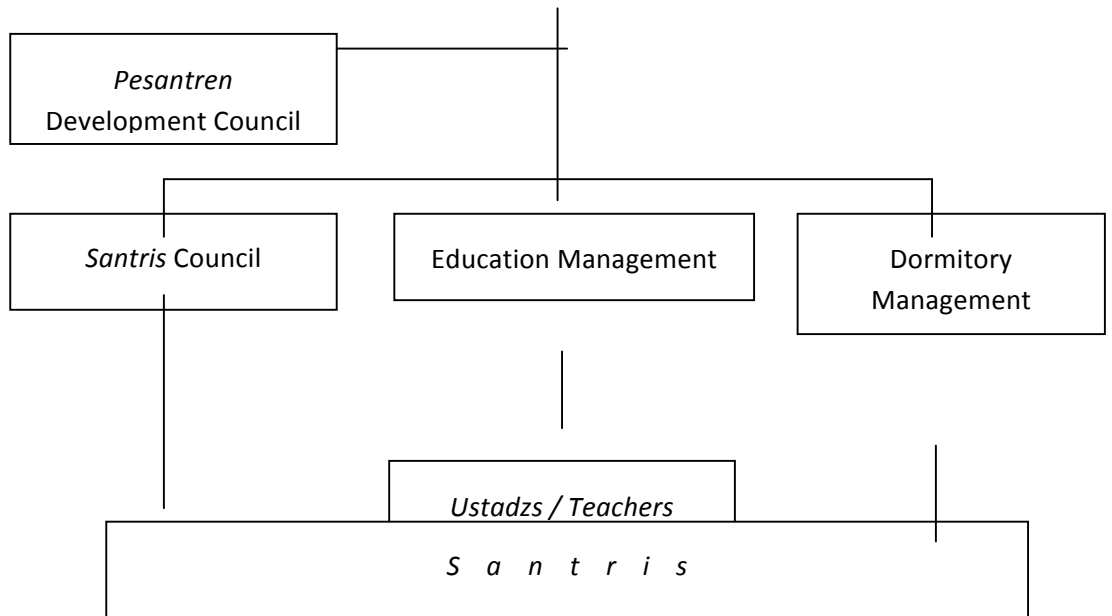 Pesantren
Development Council
Santris Council
Education Management
Dormitory
Management
Ustadzs / Teachers
S a n t r i s